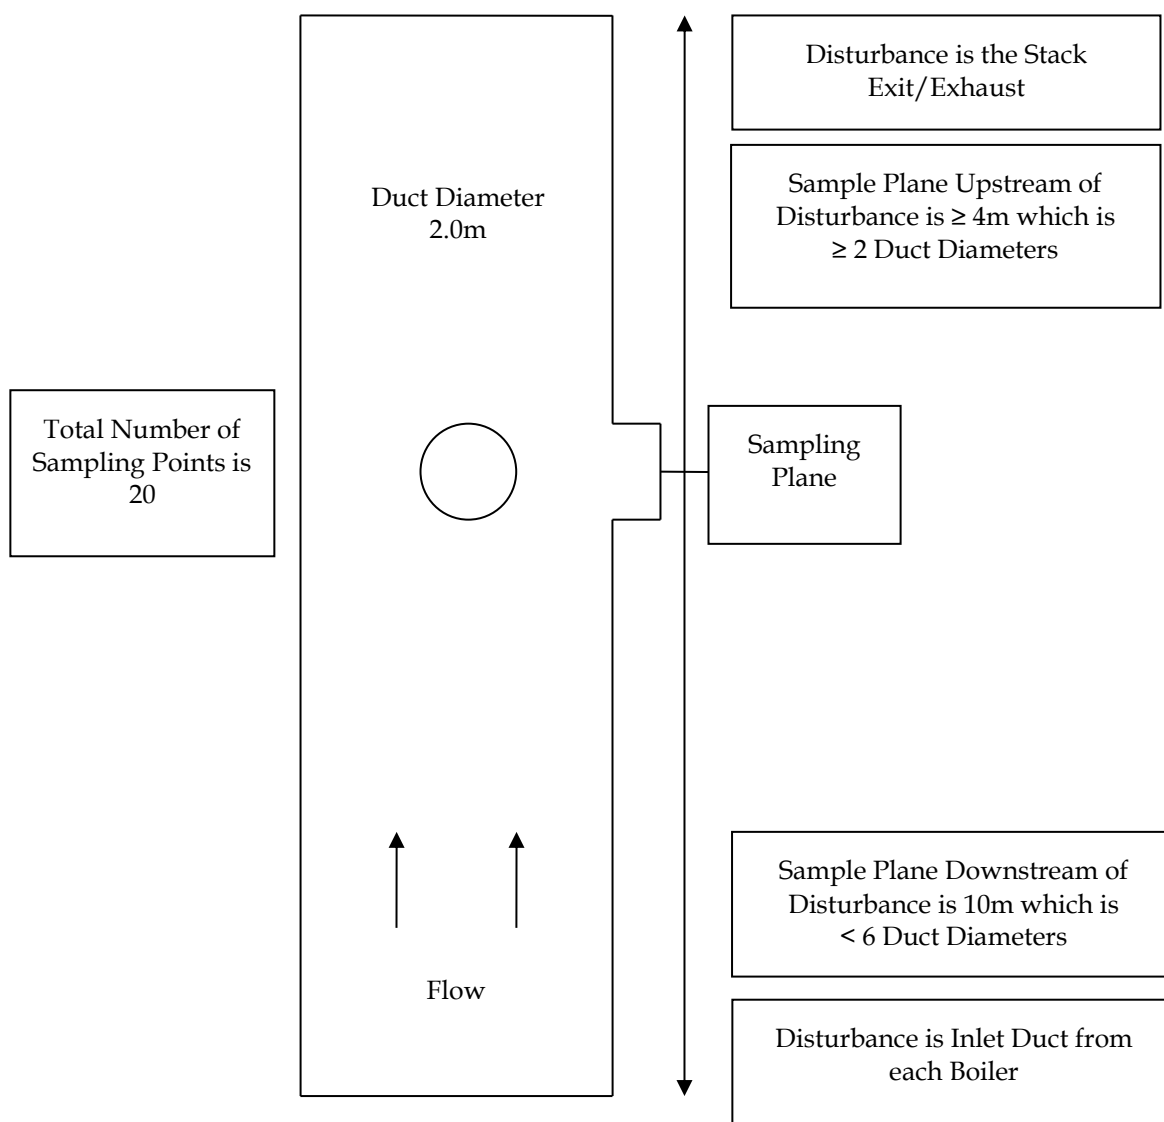 Disturbance is the Stack
Exit/Exhaust
Sample Plane Upstream of
Disturbance is ≥ 4m which is
≥ 2 Duct Diameters
Duct Diameter
2.0m
Total Number of
Sampling Points is
20
Sampling
Plane
Sample Plane Downstream of
Disturbance is 10m which is
< 6 Duct Diameters
Flow
Disturbance is Inlet Duct from
each Boiler